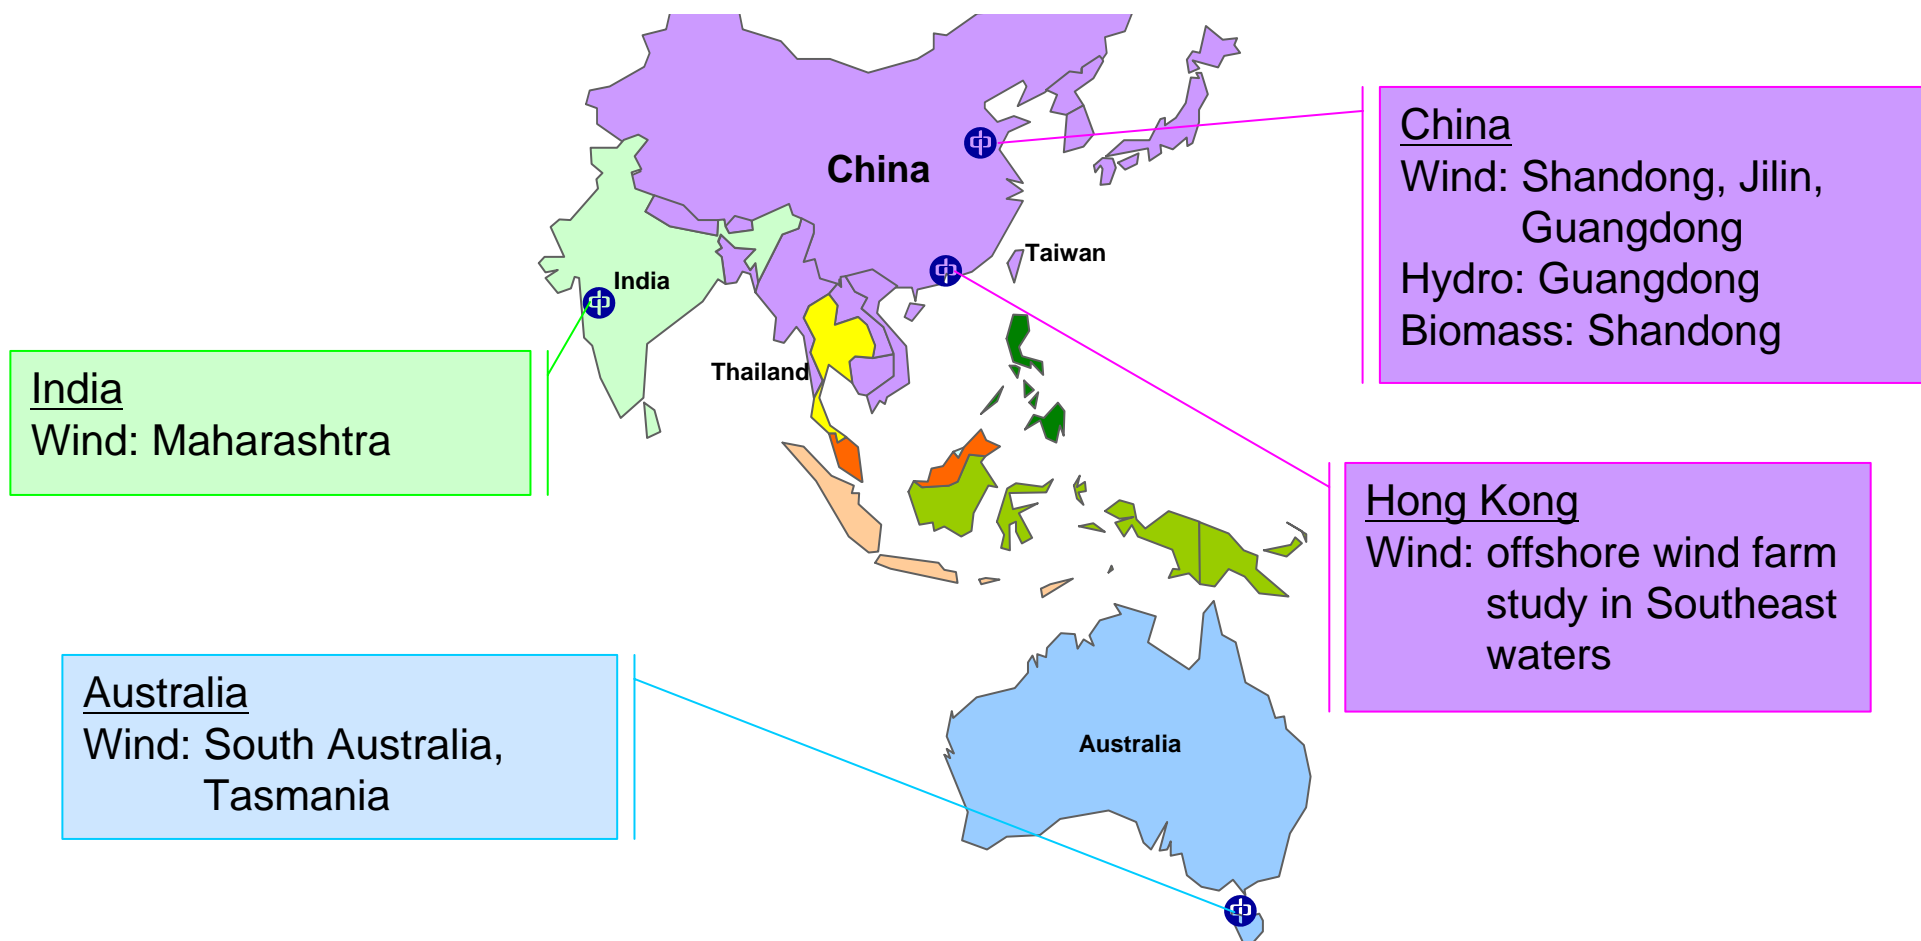 China
Taiwan
India
Thailand
Australia
China
Wind: Shandong, Jilin,
Guangdong
Hydro: Guangdong
Biomass: Shandong
India
Wind: Maharashtra
Hong Kong
Wind: offshore wind farm
study in Southeast
waters
Australia
Wind: South Australia,
Tasmania